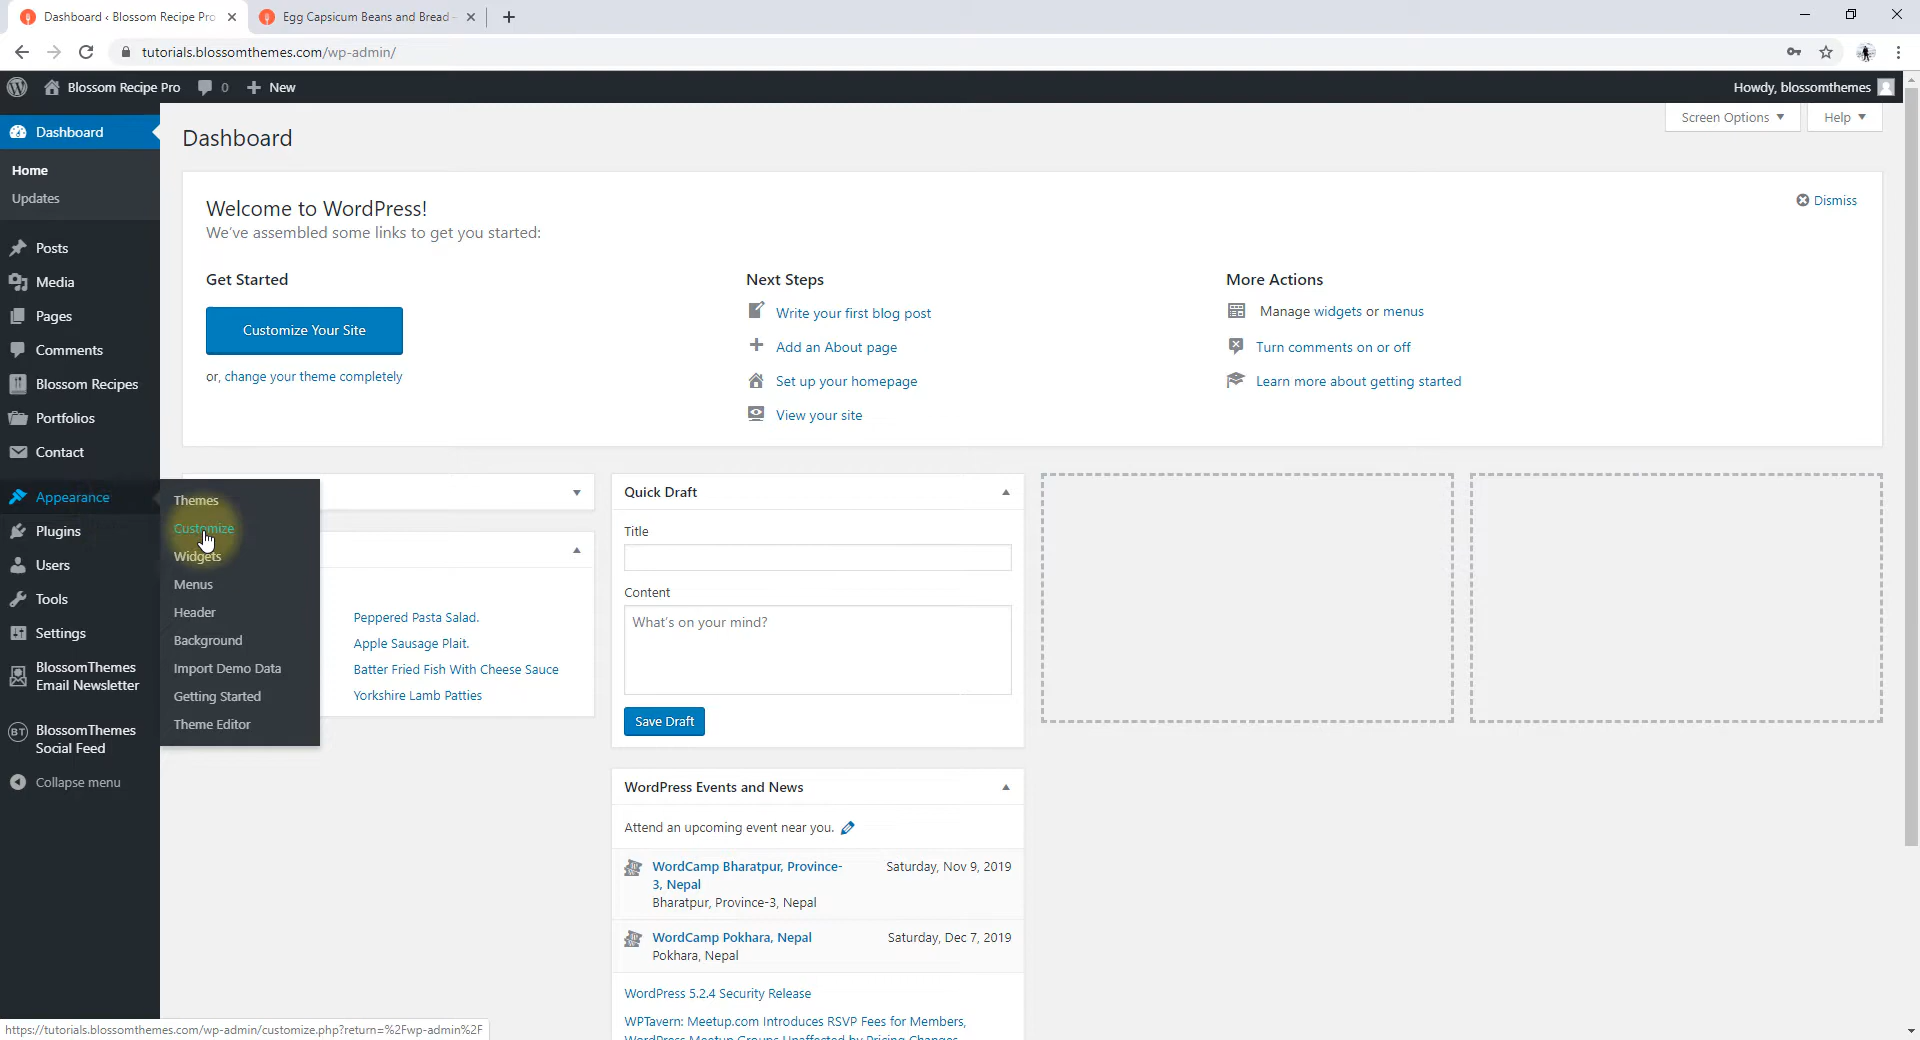 Dashboard ‹ Blossom Recipe Pro
Egg Capsicum Beans and Bread -
tutorials.blossomthemes.com/wp-admin/
Blossom Recipe Pro
0
New
Howdy, blossomthemes
Dashboard
Home
Updates
Posts
Media
Pages
Comments
Blossom Recipes
Portfolios
Contact
Appearance
Plugins
Users
Tools
Settings
BlossomThemes
Email Newsletter
BT
BlossomThemes
Social Feed
Collapse menu
Themes
Customize
Widgets
Menus
Header
Background
Import Demo Data
Getting Started
Theme Editor
Dashboard
Screen Options
Help
Welcome to WordPress!
We've assembled some links to get you started:
Dismiss
Get Started
Customize Your Site
or, change your theme completely
Next Steps
Write your first blog post
Add an About page
Set up your homepage
View your site
More Actions
Manage widgets or menus
Turn comments on or off
Learn more about getting started
Peppered Pasta Salad.
Apple Sausage Plait.
Batter Fried Fish With Cheese Sauce
Yorkshire Lamb Patties
Quick Draft
Title
Content
What's on your mind?
Save Draft
WordPress Events and News
Attend an upcoming event near you.
WordCamp Bharatpur, Province-
3, Nepal
Bharatpur, Province-3, Nepal
Saturday, Nov 9, 2019
WordCamp Pokhara, Nepal
Pokhara, Nepal
Saturday, Dec 7, 2019
WordPress 5.2.4 Security Release
WPTavern: Meetup.com Introduces RSVP Fees for Members,
WordPress Meetup Groups Unaffected by Pricing Changes
https://tutorials.blossomthemes.com/wp-admin/customize.php?return=%2Fwp-admin%2F